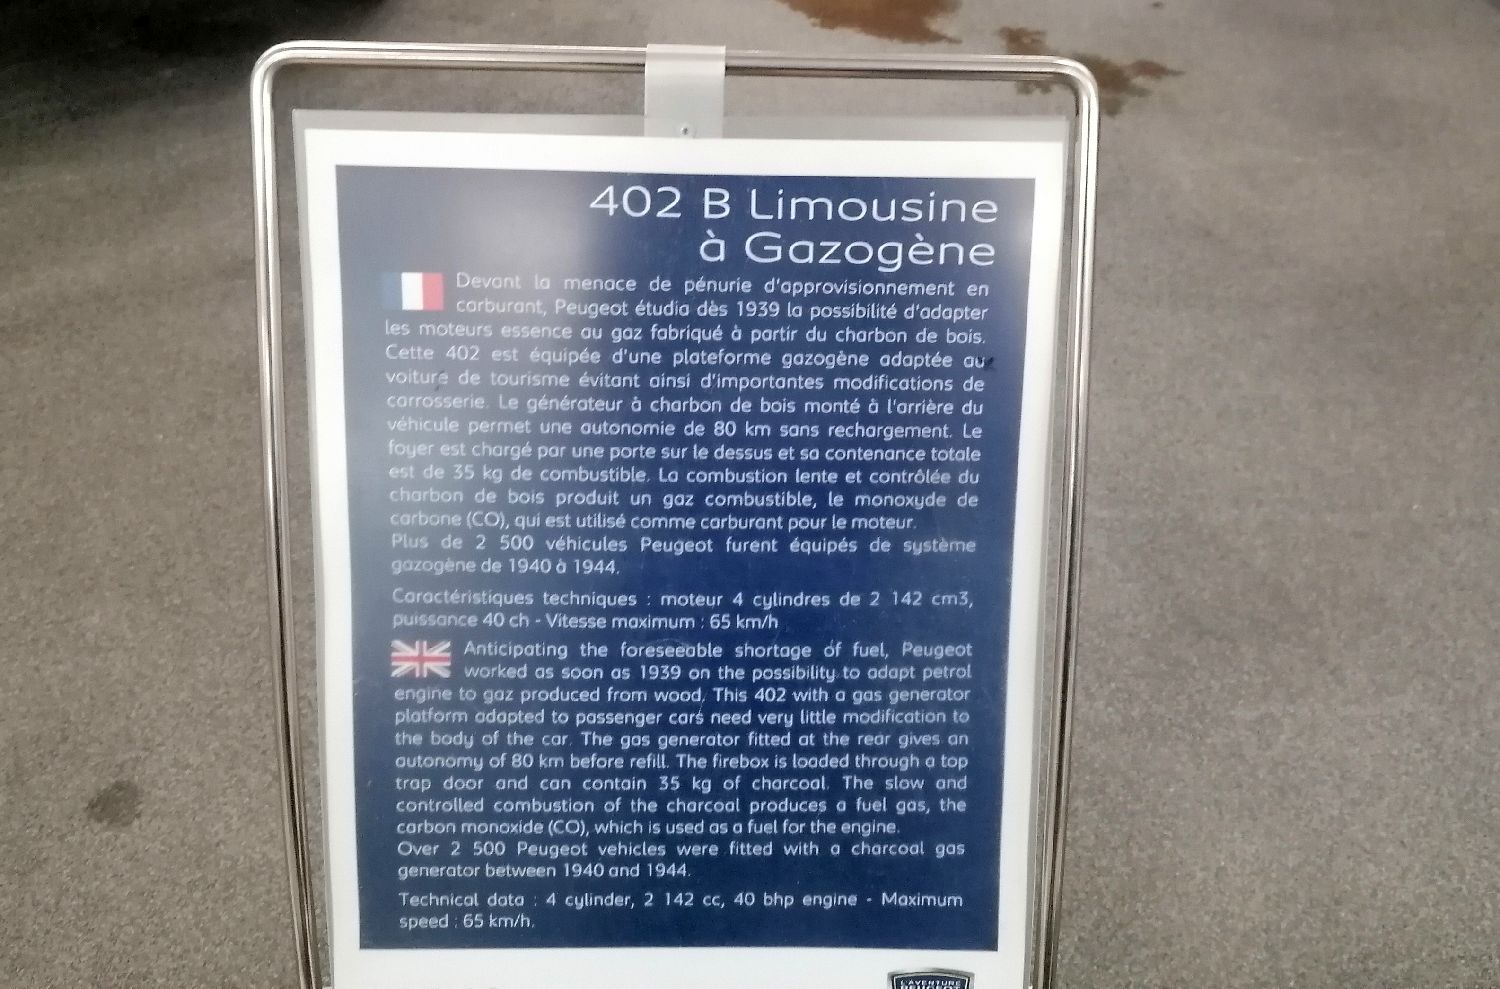 402 B Limousine
à Gazogène
Devant la menace de pénurie d'approvisionnement en
carburant, Peugeot étudia dès 1939 la possibilité d'adapter
les moteurs essence au gaz fabriqué à partir du charbon de bois.
Cette 402 est équipée d'une plateforme gazogène adaptée au
voiture de tourisme évitant ainsi d'importantes modifications de
carrosserie. Le générateur à charbon de bois monté à l'arrière du
véhicule permet une autonomie de 80 km sans rechargement. Le
foyer est chargé par une porte sur le dessus et sa contenance totale
est de 35 kg de combustible. La combustion lente et contrôlée du
charbon de bois produit un gaz combustible, le monoxyde de
carbone (CO), qui est utilisé comme carburant pour le moteur.
Plus de 2 500 véhicules Peugeot furent équipés de système
gazogène de 1940 à 1944.
Caractéristiques techniques : moteur 4 cylindres de 2 142 cm3,
puissance 40 ch - Vitesse maximum : 65 km/h
Anticipating the foreseeable shortage of fuel, Peugeot
worked as soon as 1939 on the possibility to adapt petrol
engine to gaz produced from wood. This 402 with a gas generator
platform adapted to passenger cars need very little modification to
the body of the car. The gas generator fitted at the rear gives an
autonomy of 80 km before refill. The firebox is loaded through a top
trap door and can contain 35 kg of charcoal. The slow and
controlled combustion of the charcoal produces a fuel gas, the
carbon monoxide (CO), which is used as a fuel for the engine.
Over 2 500 Peugeot vehicles were fitted with a charcoal gas
generator between 1940 and 1944.
Technical data : 4 cylinder, 2 142 cc, 40 bhp engine - Maximum
speed : 65 km/h.
L'AVENTURE
PEUGEOT